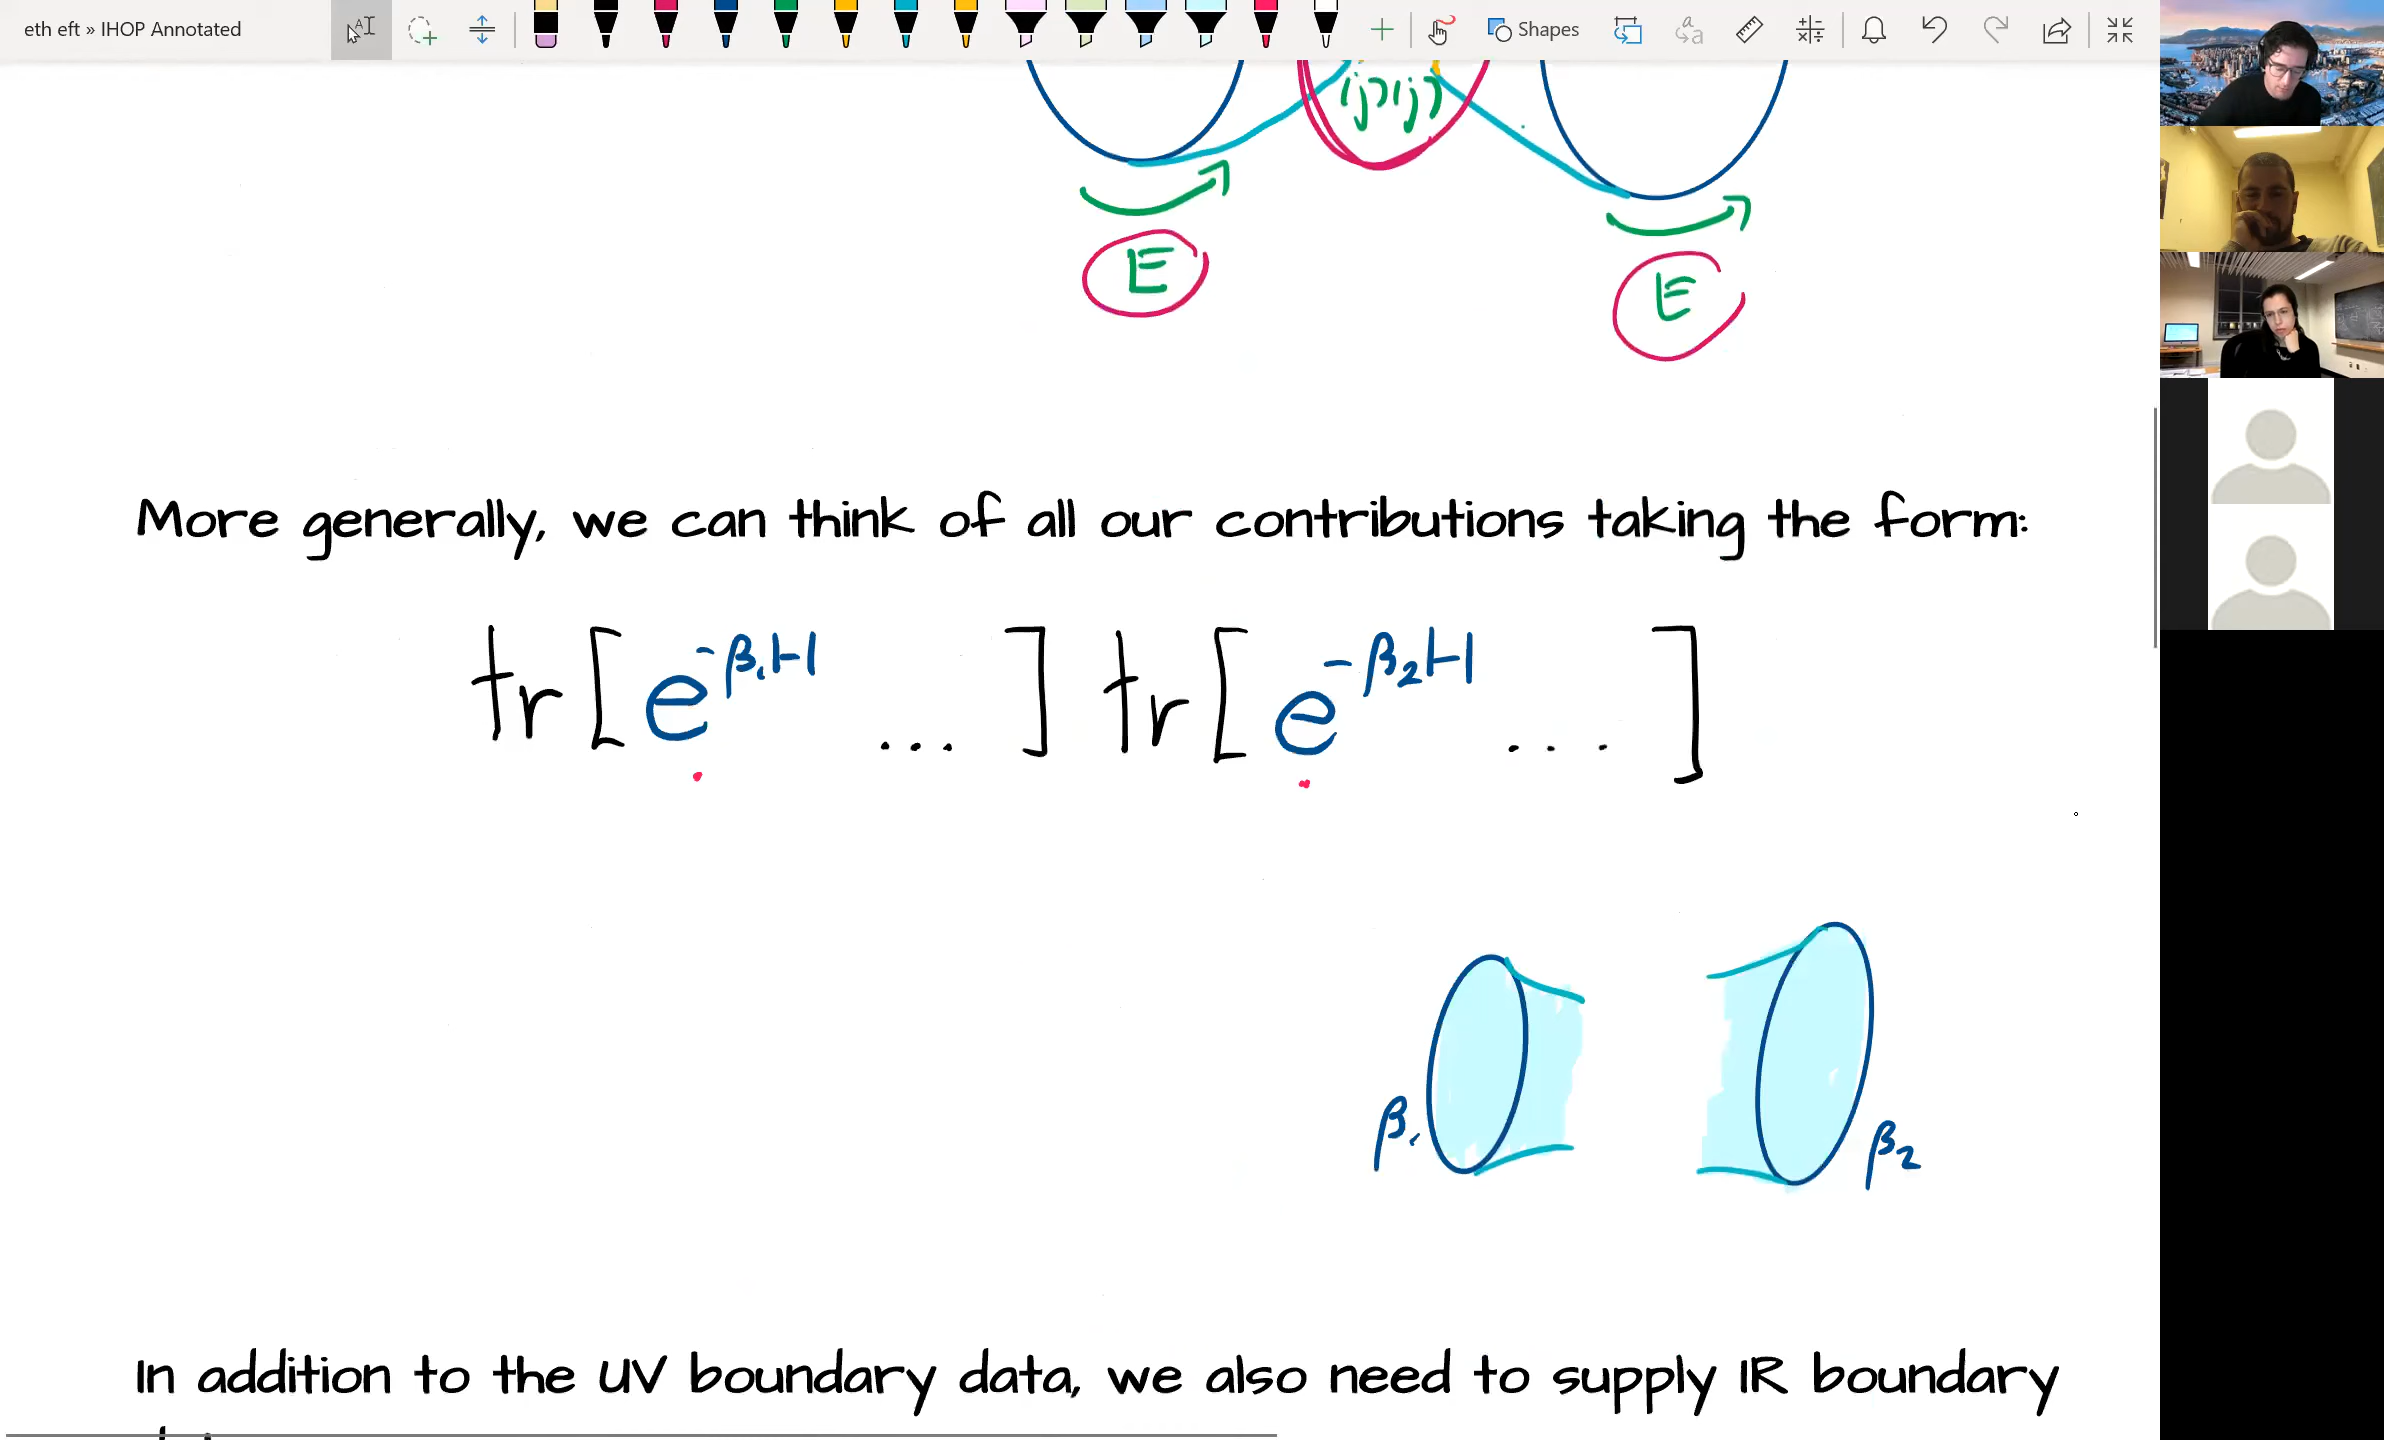 eth eft » IHOP Annotated
Shapes
|j⟩⟨j|
E
E
More generally, we can think of all our contributions taking the form:
tr[e^{-β₁H} ...] tr[e^{-β₂H} ....]
β₁
β₂
In addition to the UV boundary data, we also need to supply IR boundary